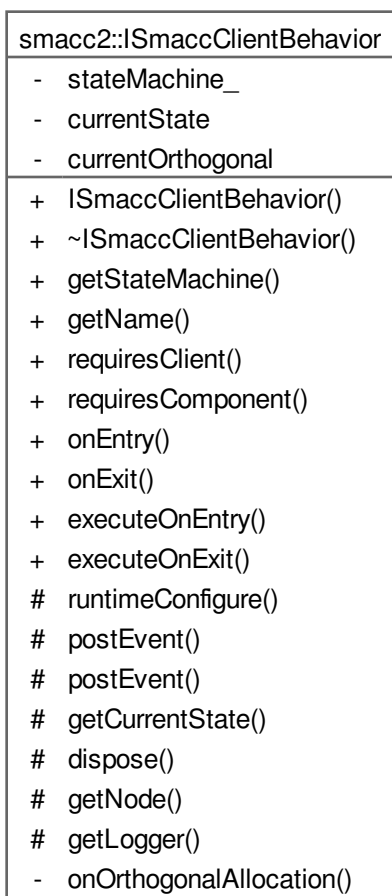 smacc2::ISmaccClientBehavior
- stateMachine_
- currentState
- currentOrthogonal
+ ISmaccClientBehavior()
+ ~ISmaccClientBehavior()
+ getStateMachine()
+ getName()
+ requiresClient()
+ requiresComponent()
+ onEntry()
+ onExit()
+ executeOnEntry()
+ executeOnExit()
# runtimeConfigure()
# postEvent()
# postEvent()
# getCurrentState()
# dispose()
# getNode()
# getLogger()
- onOrthogonalAllocation()